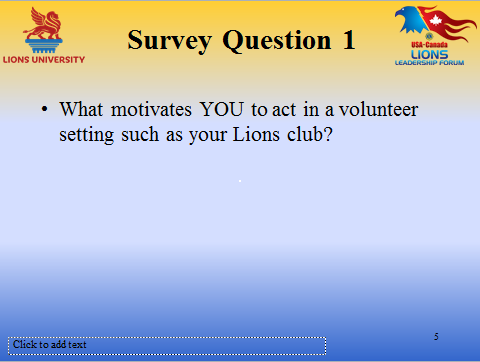 Survey Question 1
LIONS UNIVERSITY
USA-Canada
LIONS
LEADERSHIP FORUM
• What motivates YOU to act in a volunteer
setting such as your Lions club?
5
Click to add text